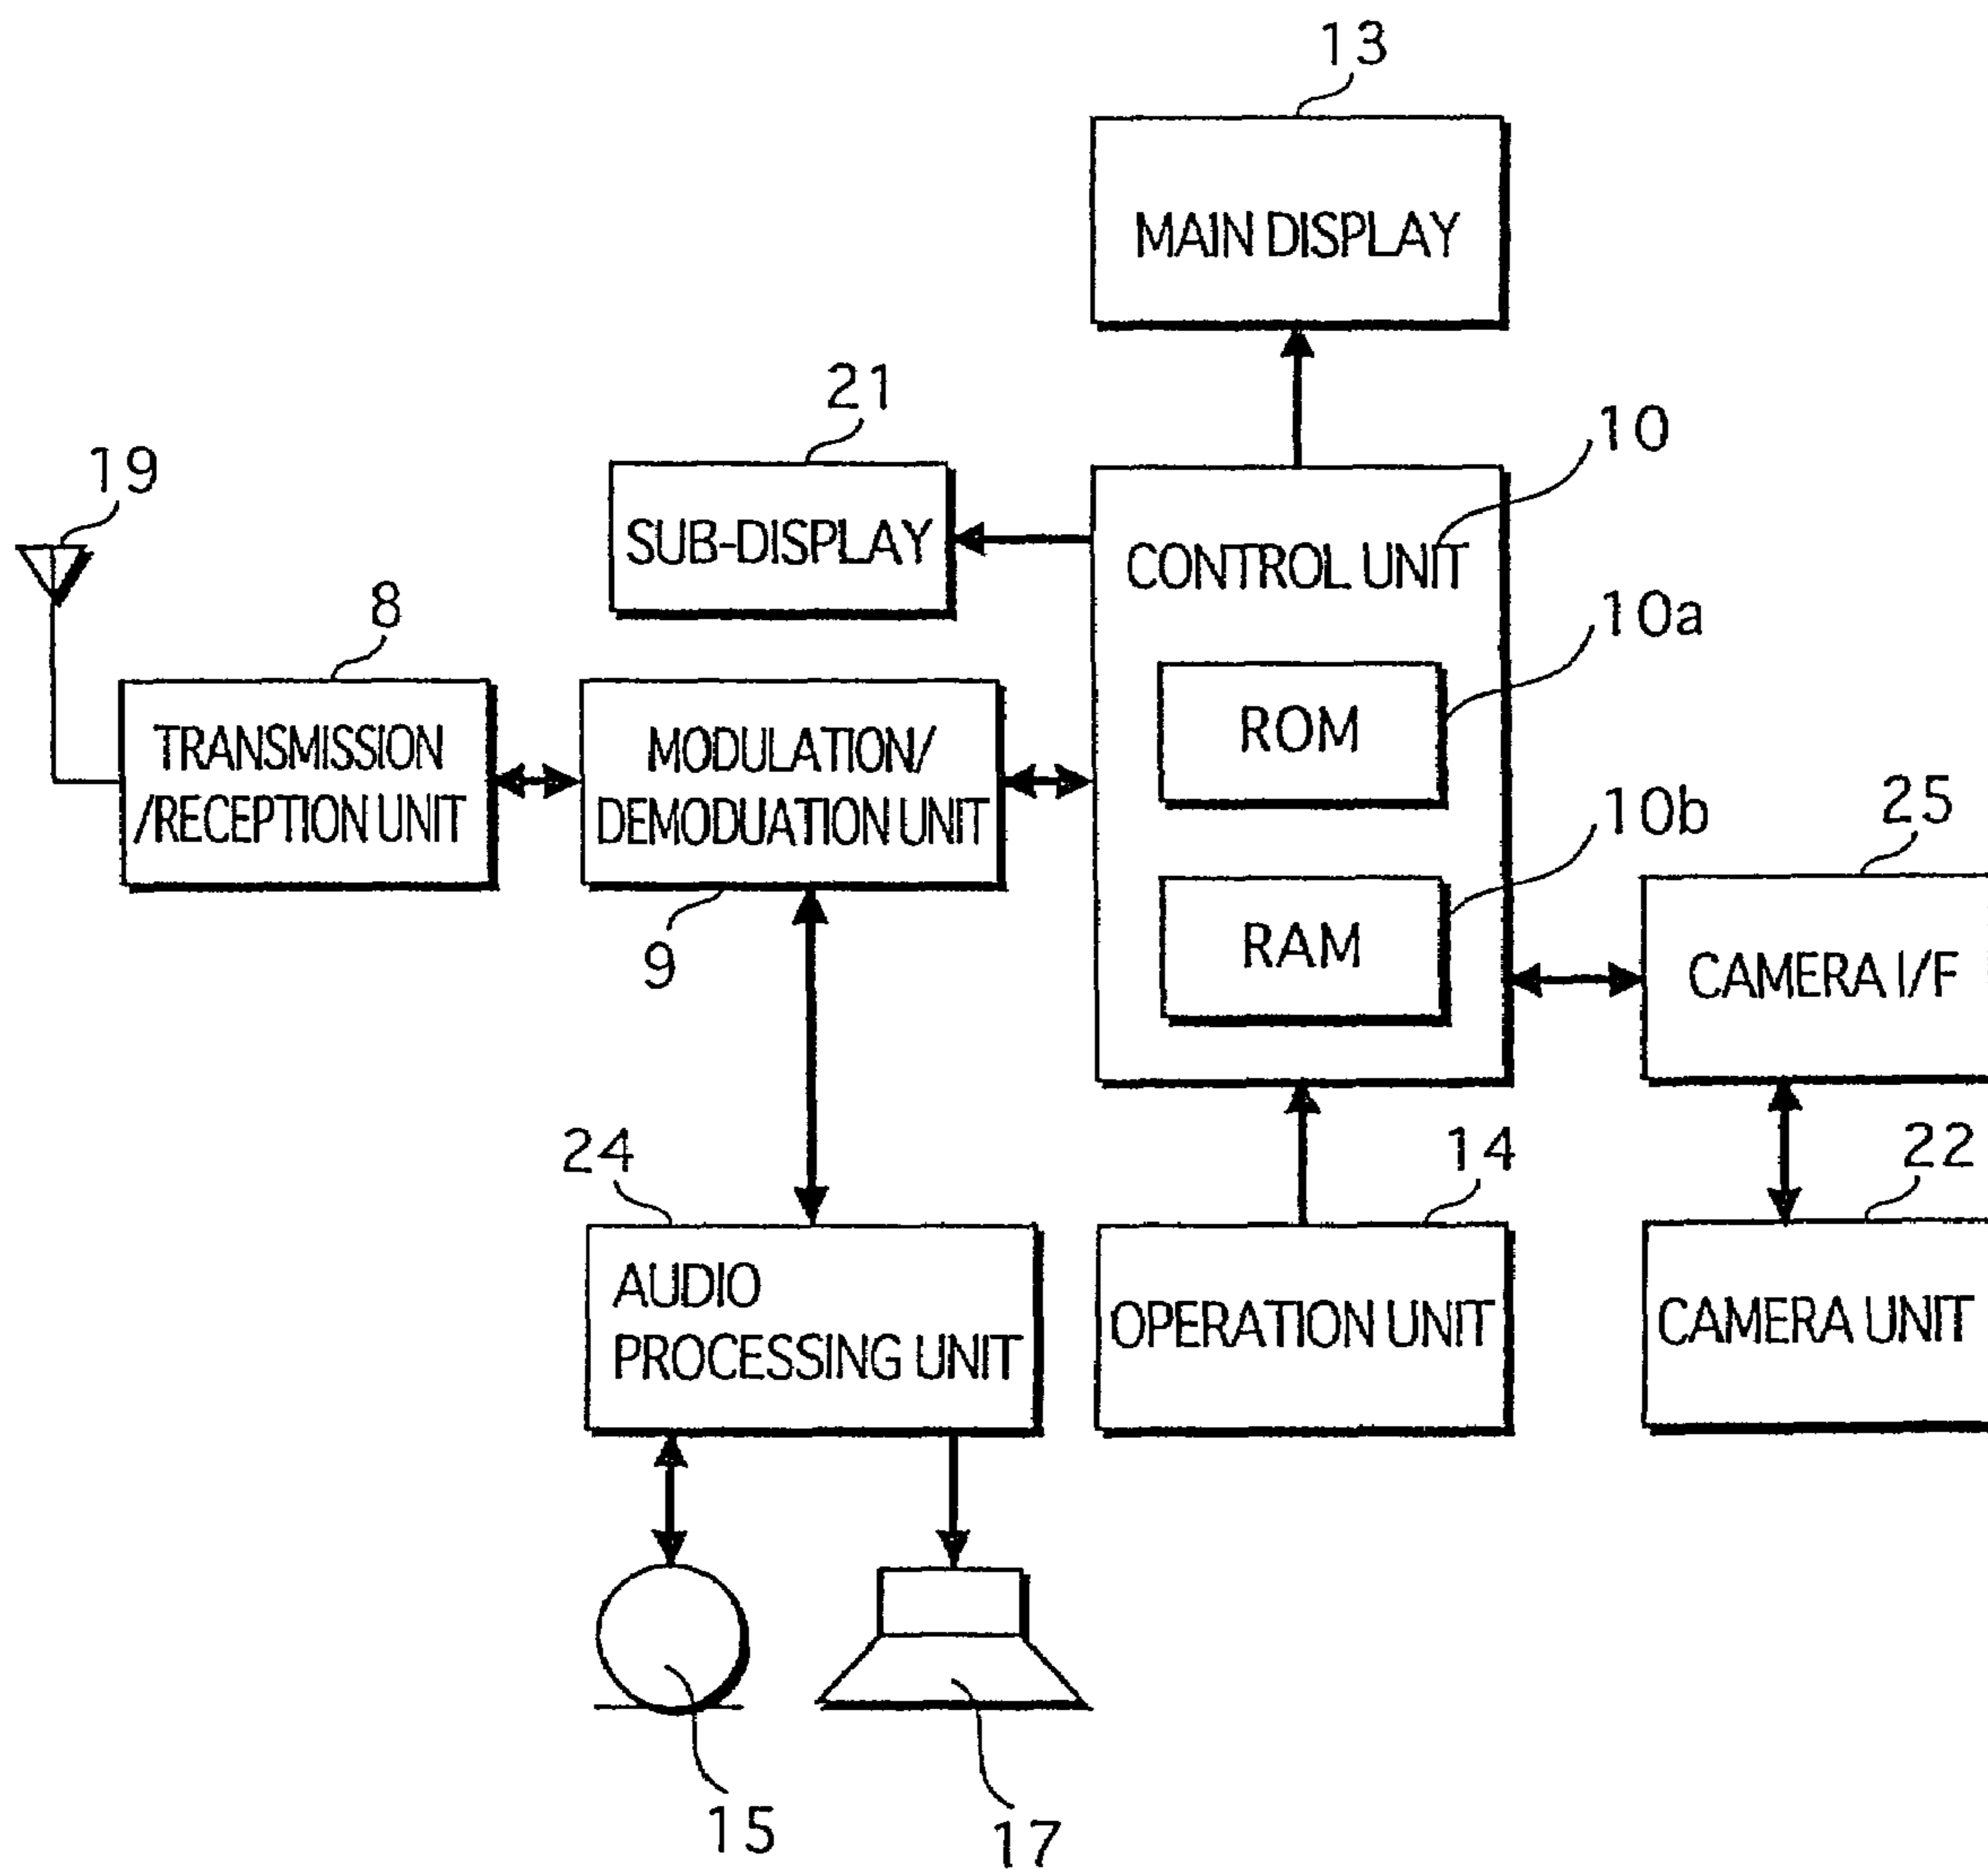 13
MAIN DISPLAY
21
10
19
SUB-DISPLAY
CONTROL UNIT
8
10a
TRANSMISSION
/RECEPTION UNIT
MODULATION/
DEMODUATION UNIT
ROM
10b
25
9
RAM
CAMERA I/F
24
14
22
AUDIO
PROCESSING UNIT
OPERATION UNIT
CAMERA UNIT
15
17